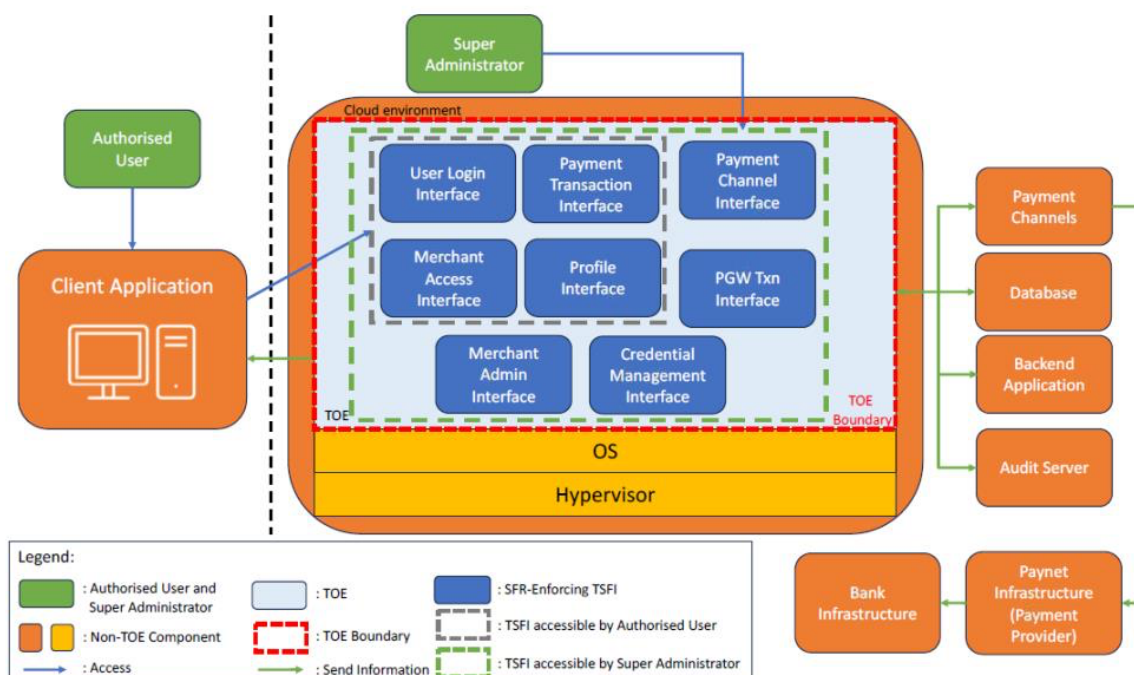 Super
Administrator
Authorised
User
Cloud environment
Client Application
User Login
Interface
Payment
Transaction
Interface
Payment
Channel
Interface
Merchant
Access
Interface
Profile
Interface
PGW Txn
Interface
Merchant
Admin
Interface
Credential
Management
Interface
TOE
TOE
Boundary
OS
Hypervisor
Payment
Channels
Database
Backend
Application
Audit Server
Bank
Infrastructure
Paynet
Infrastructure
(Payment
Provider)
Legend:
: Authorised User and
Super Administrator
: TOE
: SFR-Enforcing TSFI
: Non-TOE Component
: TOE Boundary
: TSFI accessible by Authorised User
: Access
: Send Information
: TSFI accessible by Super Administrator